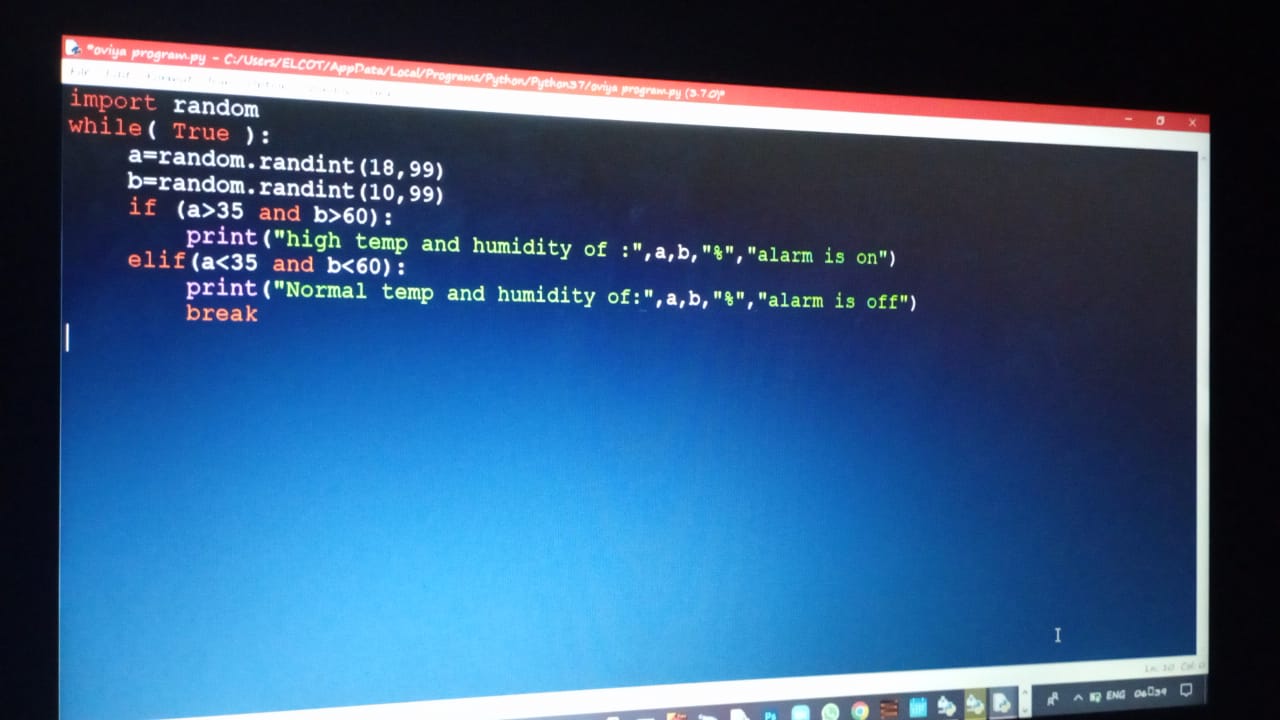 *oviya program.py - C:/Users/ELCOT/AppData/Local/Programs/Python/Python37/oviya program.py (3.7.0)*
import random
while( True ):
    a=random.randint(18,99)
    b=random.randint(10,99)
    if (a>35 and b>60):
        print("high temp and humidity of :",a,b,"%","alarm is on")
    elif(a<35 and b<60):
        print("Normal temp and humidity of:",a,b,"%","alarm is off")
        break
Ln: 10 Col: 0
ENG 06:39